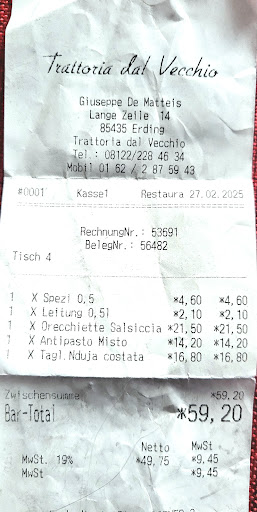 Trattoria dal Vecchio
Giuseppe De Matteis
Lange Zeile 14
85435 Erding
Trattoria dal Vecchio
Tel.: 08122/228 46 34
Mobil 01 62 / 2 87 59 43
#0001 Kasse1 Restaura 27.02.2025
RechnungNr.: 53691
BelegNr.: 56482
Tisch 4
1 X Spezi 0,5 *4,60 *4,60
1 X Leitung 0,5l *2,10 *2,10
1 X Orecchiette Salsiccia *21,50 *21,50
1 X Antipasto Misto *14,20 *14,20
1 X Tagl.Nduja costata *16,80 *16,80
Zwischensumme *59,20
Bar-Total *59,20
Netto MwSt
MwSt. 19% *49,75 *9,45
MwSt *9,45